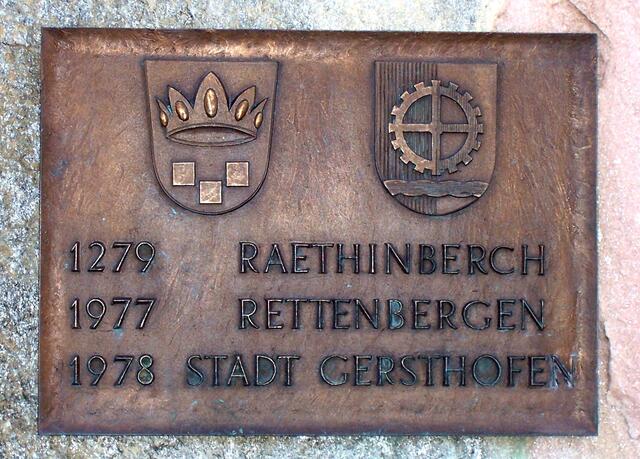 1279 RAETHINBERCH
1977 RETTENBERGEN
1978 STADT GERSTHOFEN